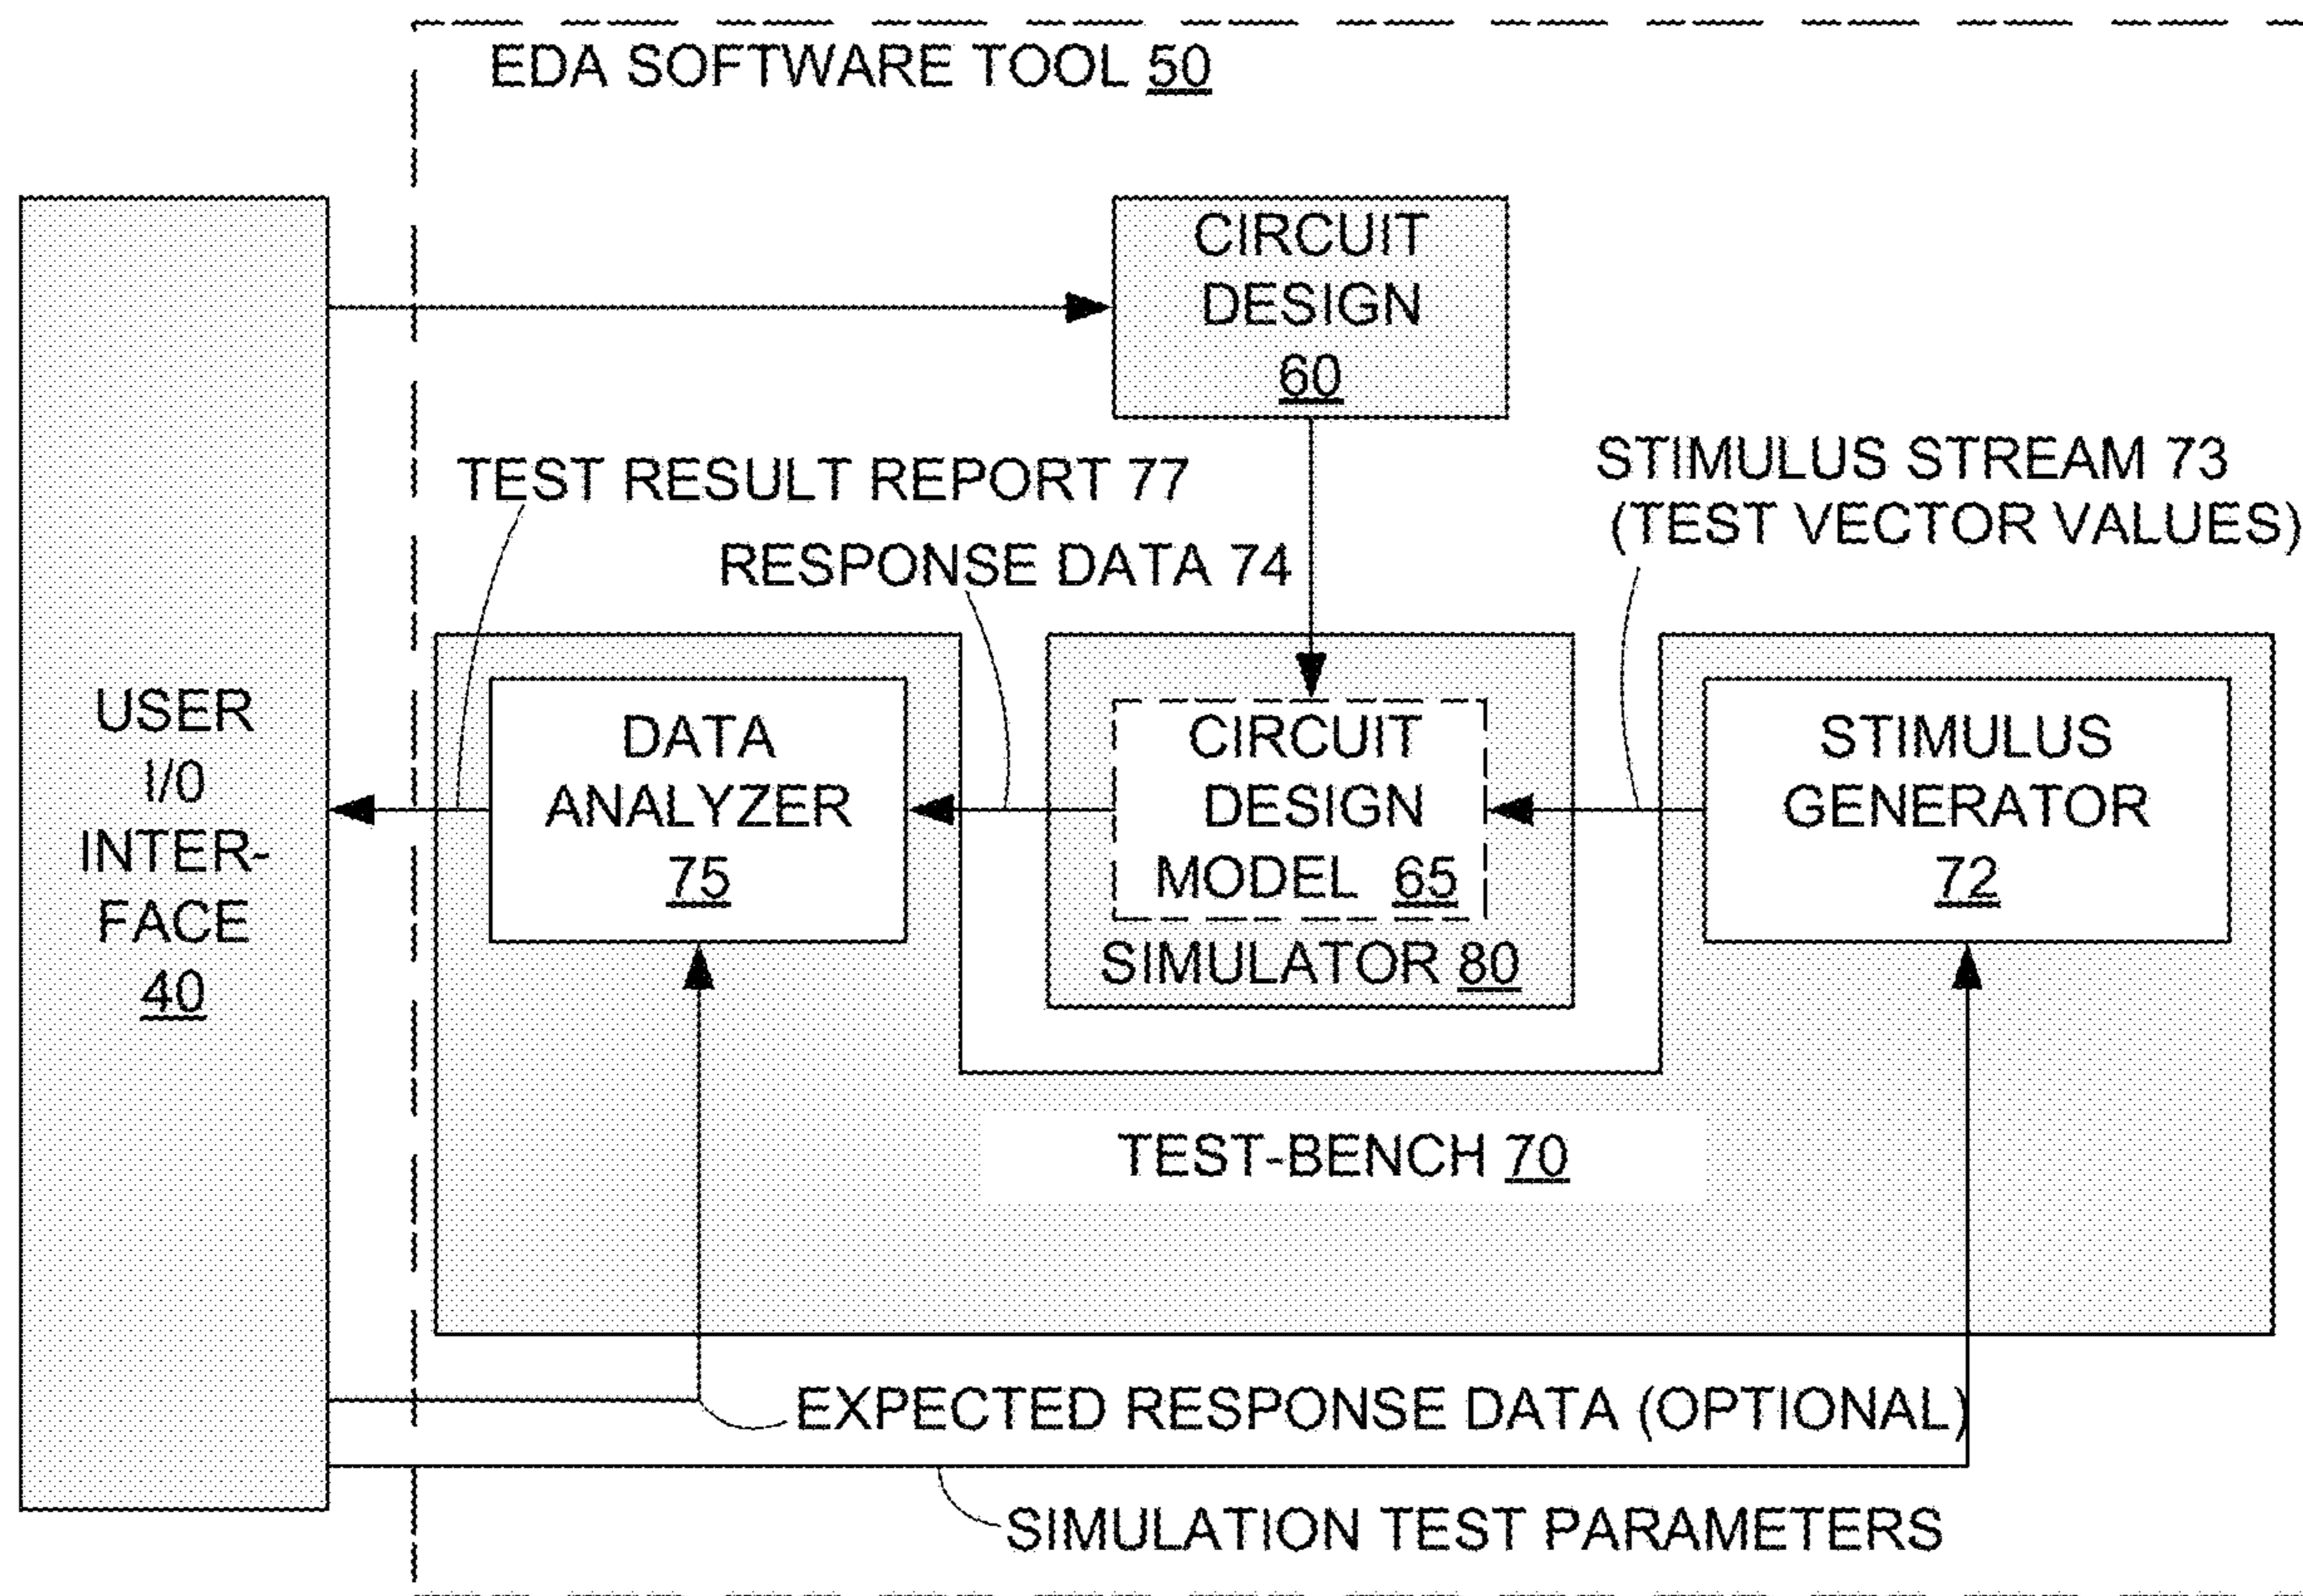 EDA SOFTWARE TOOL 50
CIRCUIT
DESIGN
60
TEST RESULT REPORT 77
STIMULUS STREAM 73
(TEST VECTOR VALUES)
RESPONSE DATA 74
USER
I/0
INTER-
FACE
40
DATA
ANALYZER
75
CIRCUIT
DESIGN
MODEL 65
SIMULATOR 80
STIMULUS
GENERATOR
72
TEST-BENCH 70
EXPECTED RESPONSE DATA (OPTIONAL)
SIMULATION TEST PARAMETERS